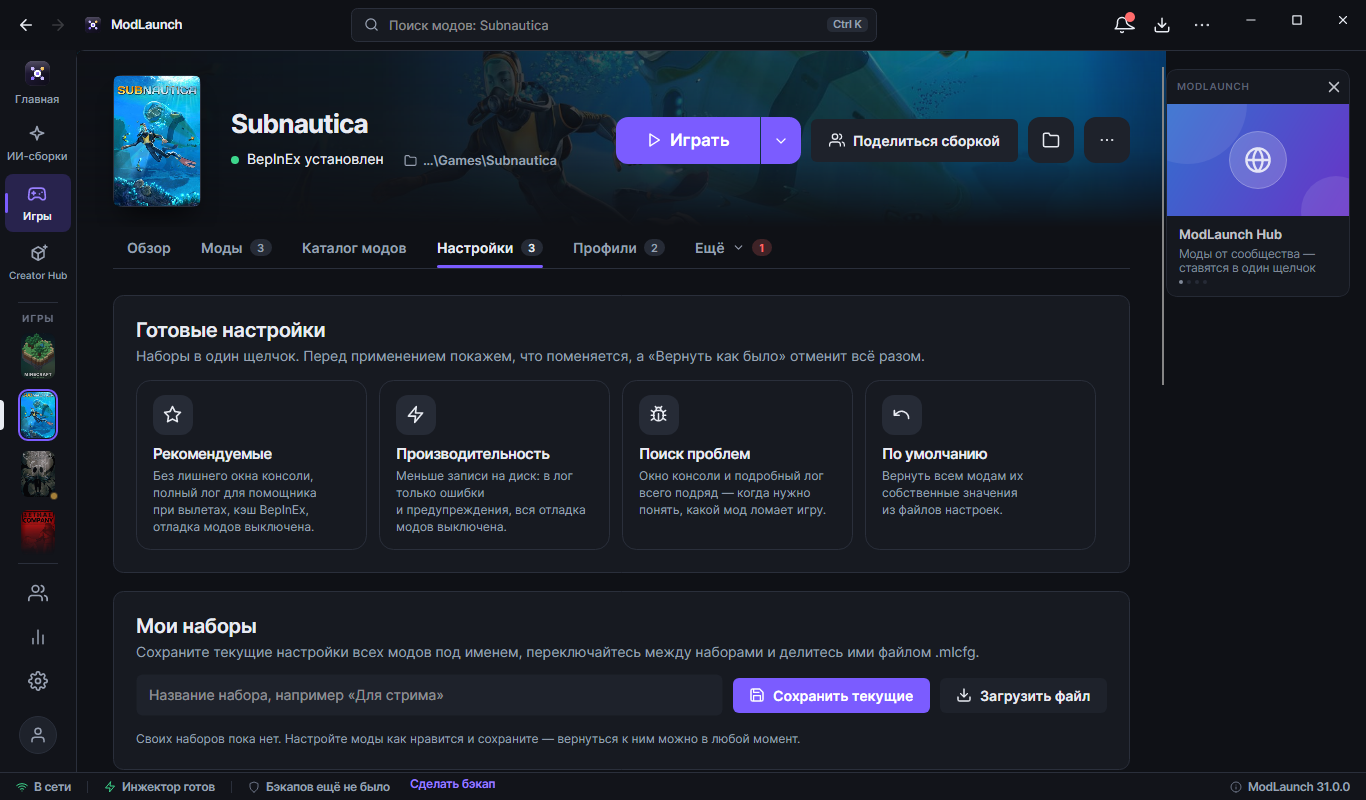 ModLaunch
Поиск модов: Subnautica
Ctrl K
Главная
ИИ-сборки
Игры
Creator Hub
ИГРЫ
MINECRAFT
LETHAL
COMPANY
SUBNAUTICA
Subnautica
BepInEx установлен
...\Games\Subnautica
Играть
Поделиться сборкой
Обзор
Моды 3
Каталог модов
Настройки 3
Профили 2
Ещё 1
Готовые настройки
Наборы в один щелчок. Перед применением покажем, что поменяется, а «Вернуть как было» отменит всё разом.
Рекомендуемые
Без лишнего окна консоли,
полный лог для помощника
при вылетах, кэш BepInEx,
отладка модов выключена.
Производительность
Меньше записи на диск: в лог
только ошибки
и предупреждения, вся отладка
модов выключена.
Поиск проблем
Окно консоли и подробный лог
всего подряд — когда нужно
понять, какой мод ломает игру.
По умолчанию
Вернуть всем модам их
собственные значения
из файлов настроек.
Мои наборы
Сохраните текущие настройки всех модов под именем, переключайтесь между наборами и делитесь ими файлом .mlcfg.
Название набора, например «Для стрима»
Сохранить текущие
Загрузить файл
Своих наборов пока нет. Настройте моды как нравится и сохраните — вернуться к ним можно в любой момент.
MODLAUNCH
ModLaunch Hub
Моды от сообщества —
ставятся в один щелчок
В сети
Инжектор готов
Бэкапов ещё не было
Сделать бэкап
ModLaunch 31.0.0